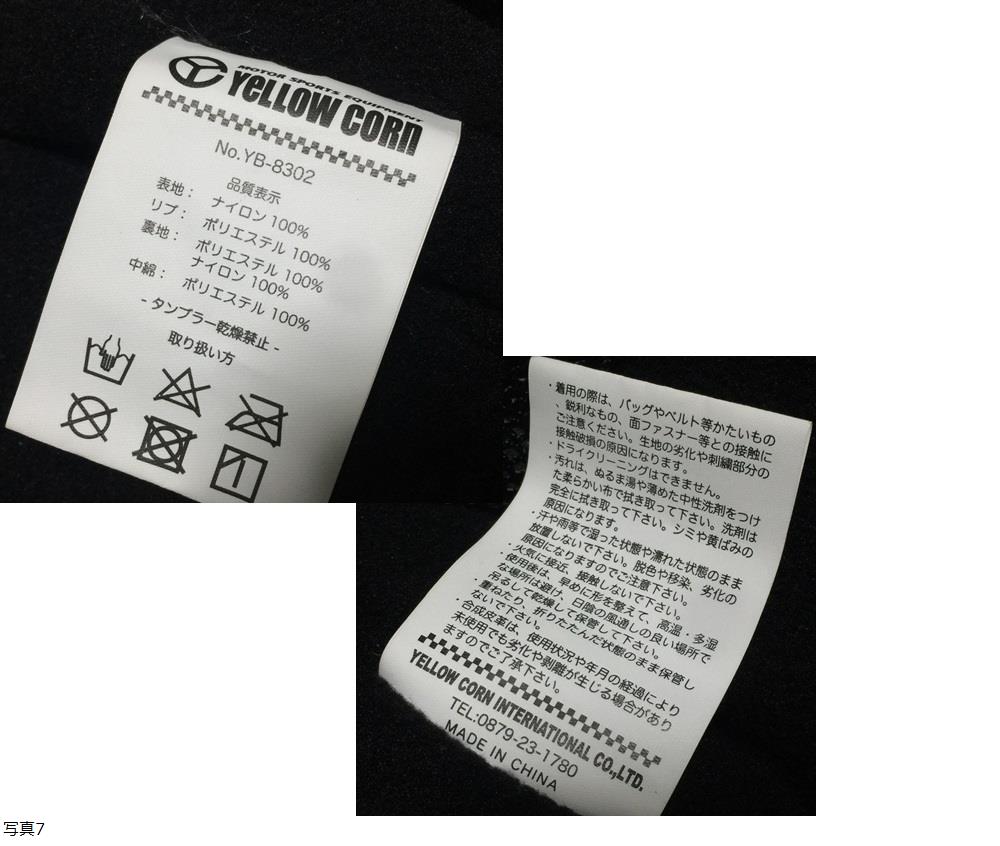 MOTOR SPORTS EQUIPMENT
YELLOW CORN
No.YB-8302
品質表示
表地： ナイロン 100%
リブ： ポリエステル 100%
裏地： ポリエステル 100%
ナイロン 100%
中綿： ポリエステル 100%
- タンブラー乾燥禁止 -
取り扱い方
・着用の際は、バッグやベルト等かたいもの
、鋭利なもの、面ファスナー等との接触に
ご注意ください。生地の劣化や刺繍部分の
接触破損の原因になります。
・ドライクリーニングはできません。
・汚れは、ぬるま湯や薄めた中性洗剤をつけ
た柔らかい布で拭き取って下さい。洗剤は
完全に拭き取って下さい。シミや黄ばみの
原因になります。
・汗や雨等で湿った状態や濡れた状態のまま
放置しないで下さい。脱色や移染、劣化の
原因になりますのでご注意下さい。
・火気に接近、接触しないで下さい。
・使用後は、早めに形を整えて、高温・多湿
な場所は避け、日陰の風通しの良い場所で
吊るして乾燥して保管して下さい。
・重ねたり、折りたたんだ状態のまま保管し
ないで下さい。
・合成皮革は、使用状況や年月の経過により
未使用でも劣化や剥離が生じる場合があり
ますのでご了承下さい。
YELLOW CORN INTERNATIONAL CO.,LTD.
TEL:0879-23-1780
MADE IN CHINA
写真7